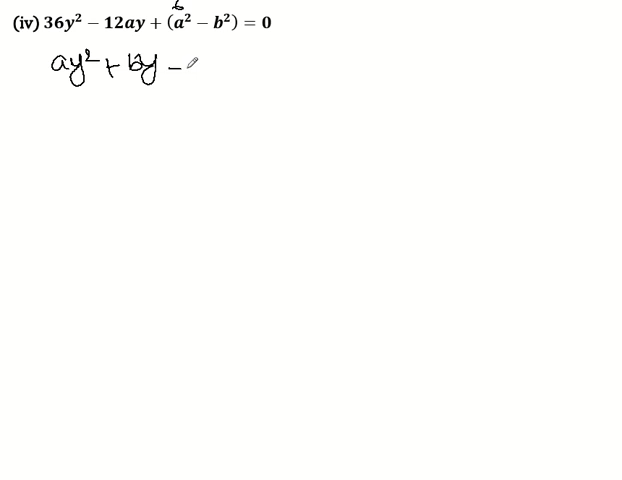 (iv) 36y² − 12ay + (a² − b²) = 0
ay² + by −